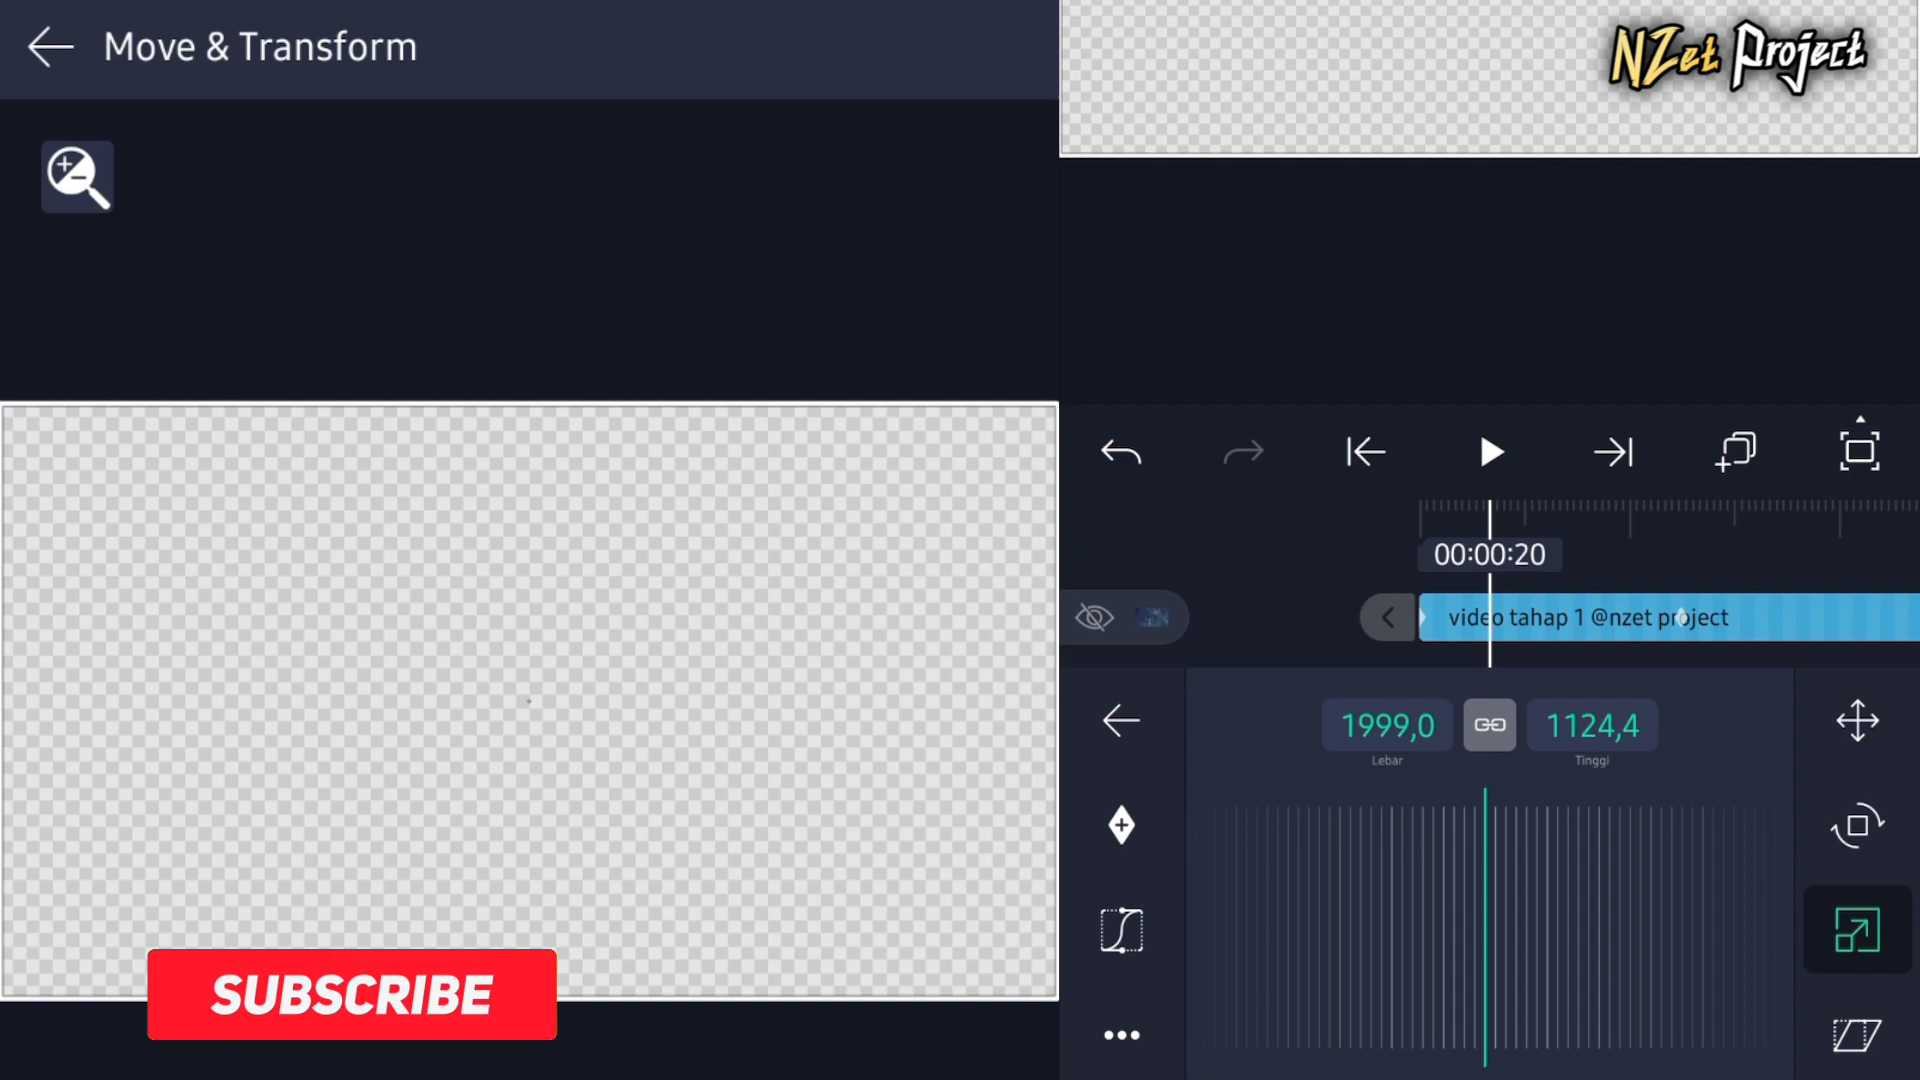 Move & Transform
NZet Project
00:00:20
video tahap 1 @nzet project
1999,0
1124,4
Lebar
Tinggi
SUBSCRIBE